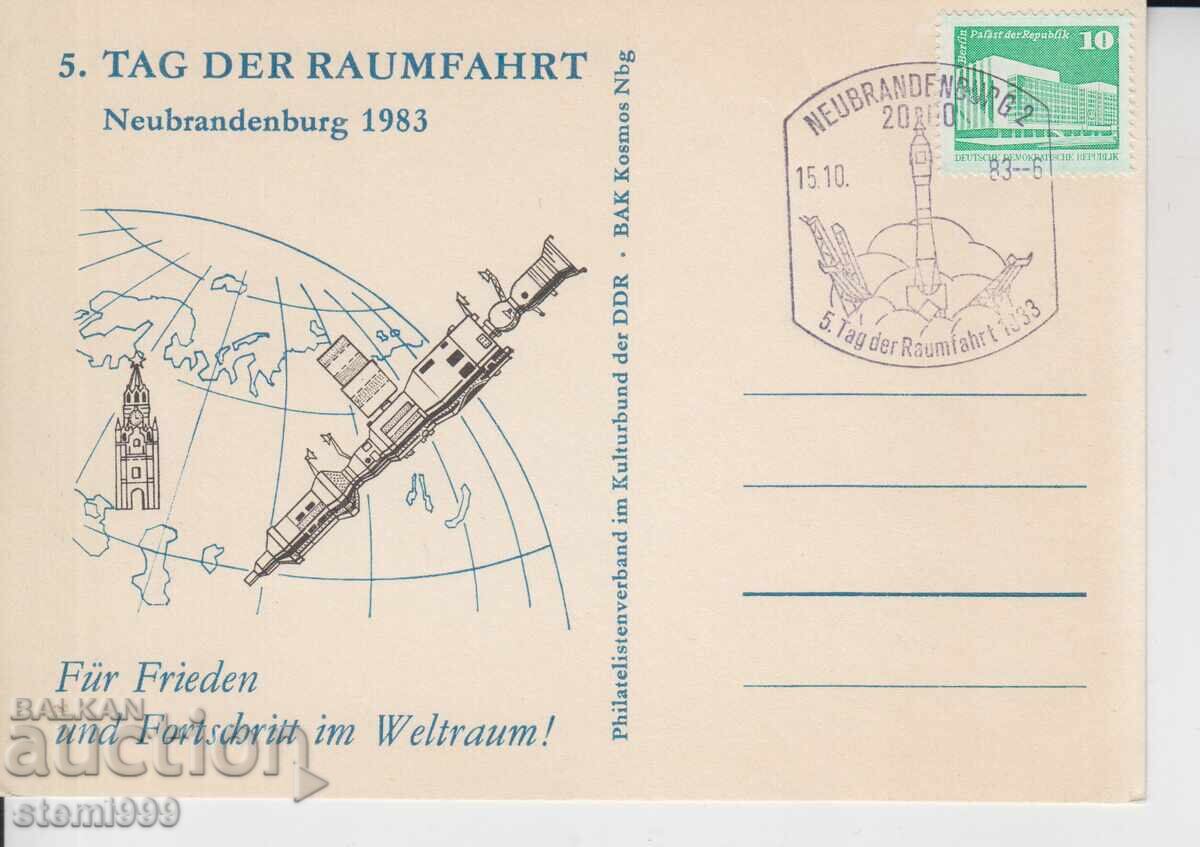 5. TAG DER RAUMFAHRT
Neubrandenburg 1983
Für Frieden
und Fortschritt im Weltraum!
Philatelistenverband im Kulturbund der DDR · BAK Kosmos Nbg
Berlin Palast der Republik 10
DEUTSCHE DEMOKRATISCHE REPUBLIK
NEUBRANDENBURG 2
15.10. 83--6
5. Tag der Raumfahrt 1983
BALKAN
auction
stemi999